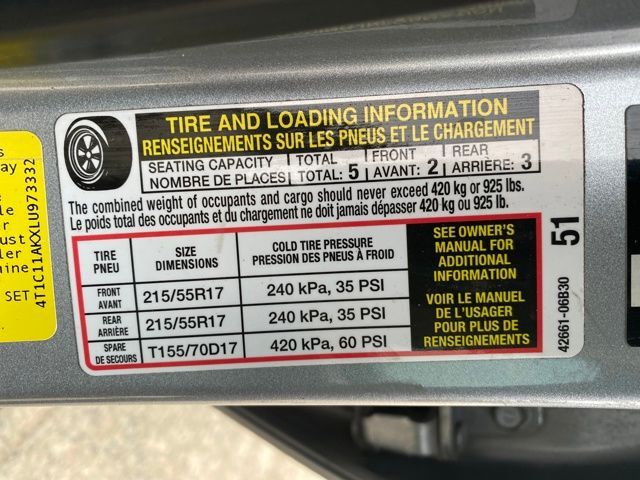 TIRE AND LOADING INFORMATION
RENSEIGNEMENTS SUR LES PNEUS ET LE CHARGEMENT
SEATING CAPACITY TOTAL FRONT REAR
NOMBRE DE PLACES TOTAL: 5 AVANT: 2 ARRIÈRE: 3
The combined weight of occupants and cargo should never exceed 420 kg or 925 lbs.
Le poids total des occupants et du chargement ne doit jamais dépasser 420 kg ou 925 lb.
TIRE SIZE COLD TIRE PRESSURE
PNEU DIMENSIONS PRESSION DES PNEUS À FROID
FRONT
AVANT 215/55R17 240 kPa, 35 PSI
REAR
ARRIÈRE 215/55R17 240 kPa, 35 PSI
SPARE
DE SECOURS T155/70D17 420 kPa, 60 PSI
SEE OWNER'S
MANUAL FOR
ADDITIONAL
INFORMATION
VOIR LE MANUEL
DE L'USAGER
POUR PLUS DE
RENSEIGNEMENTS
51
42661-06B30
4T1C11AKXLU973332
SET